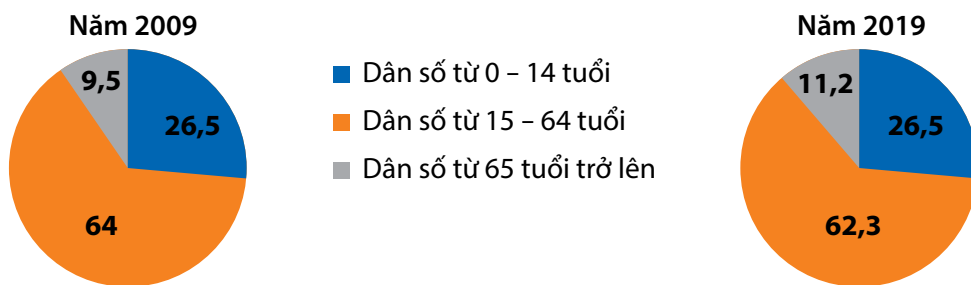 Năm 2009
9,5
26,5
64
Dân số từ 0 – 14 tuổi
Dân số từ 15 – 64 tuổi
Dân số từ 65 tuổi trở lên
Năm 2019
11,2
26,5
62,3